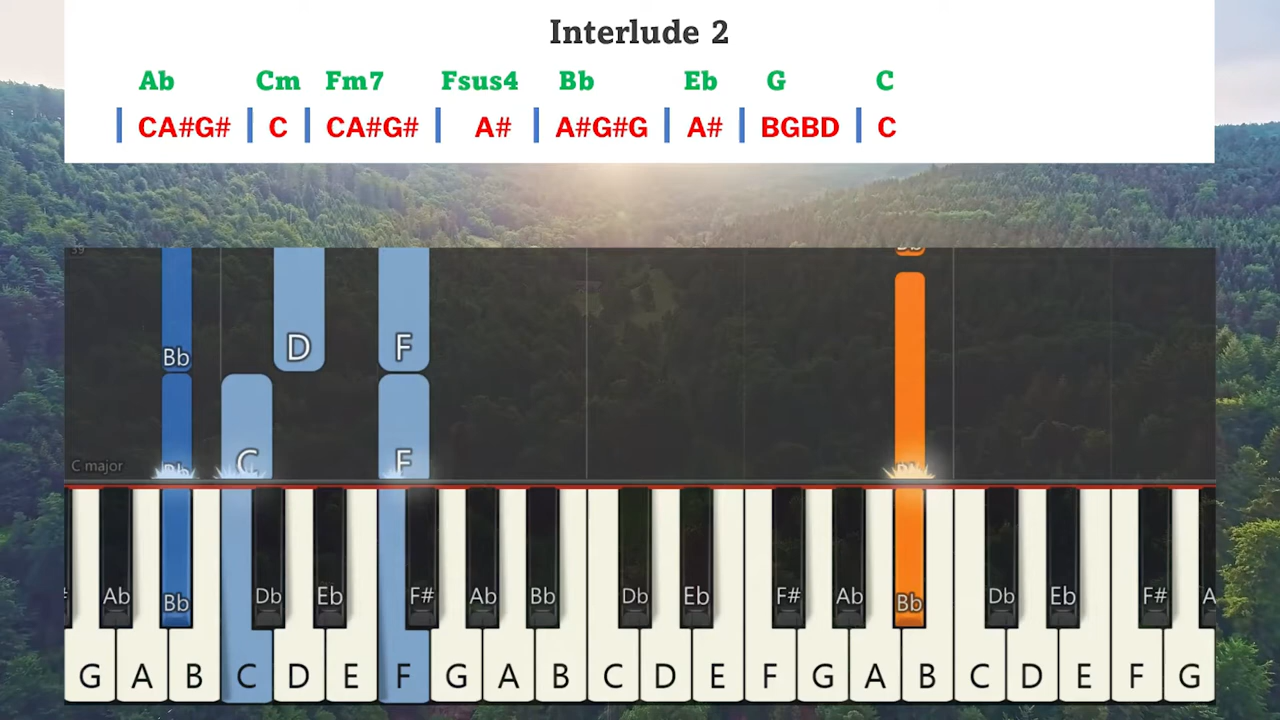 Interlude 2
Ab Cm Fm7 Fsus4 Bb Eb G C
| CA#G# | C | CA#G# | A# | A#G#G | A# | BGBD | C
39
D F
Bb
C F
C major
Ab Bb Db Eb F# Ab Bb Db Eb F# Ab Bb Db Eb F# A
G A B C D E F G A B C D E F G A B C D E F G